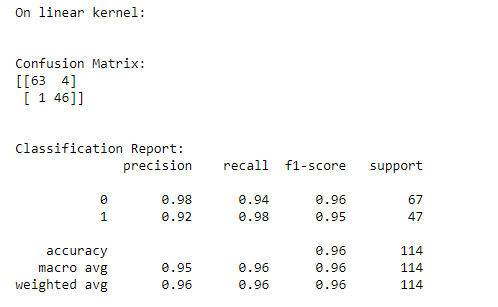 On linear kernel:
Confusion Matrix:
[[63  4]
 [ 1 46]]
Classification Report:
              precision    recall  f1-score   support
           0       0.98      0.94      0.96        67
           1       0.92      0.98      0.95        47
    accuracy                           0.96       114
   macro avg       0.95      0.96      0.96       114
weighted avg       0.96      0.96      0.96       114